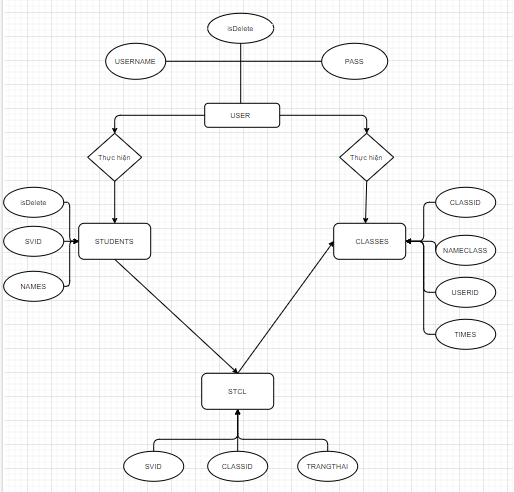 isDelete
USERNAME
PASS
USER
Thực hiện
Thực hiện
isDelete
SVID
NAMES
STUDENTS
CLASSES
CLASSID
NAMECLASS
USERID
TIMES
STCL
SVID
CLASSID
TRANGTHAI